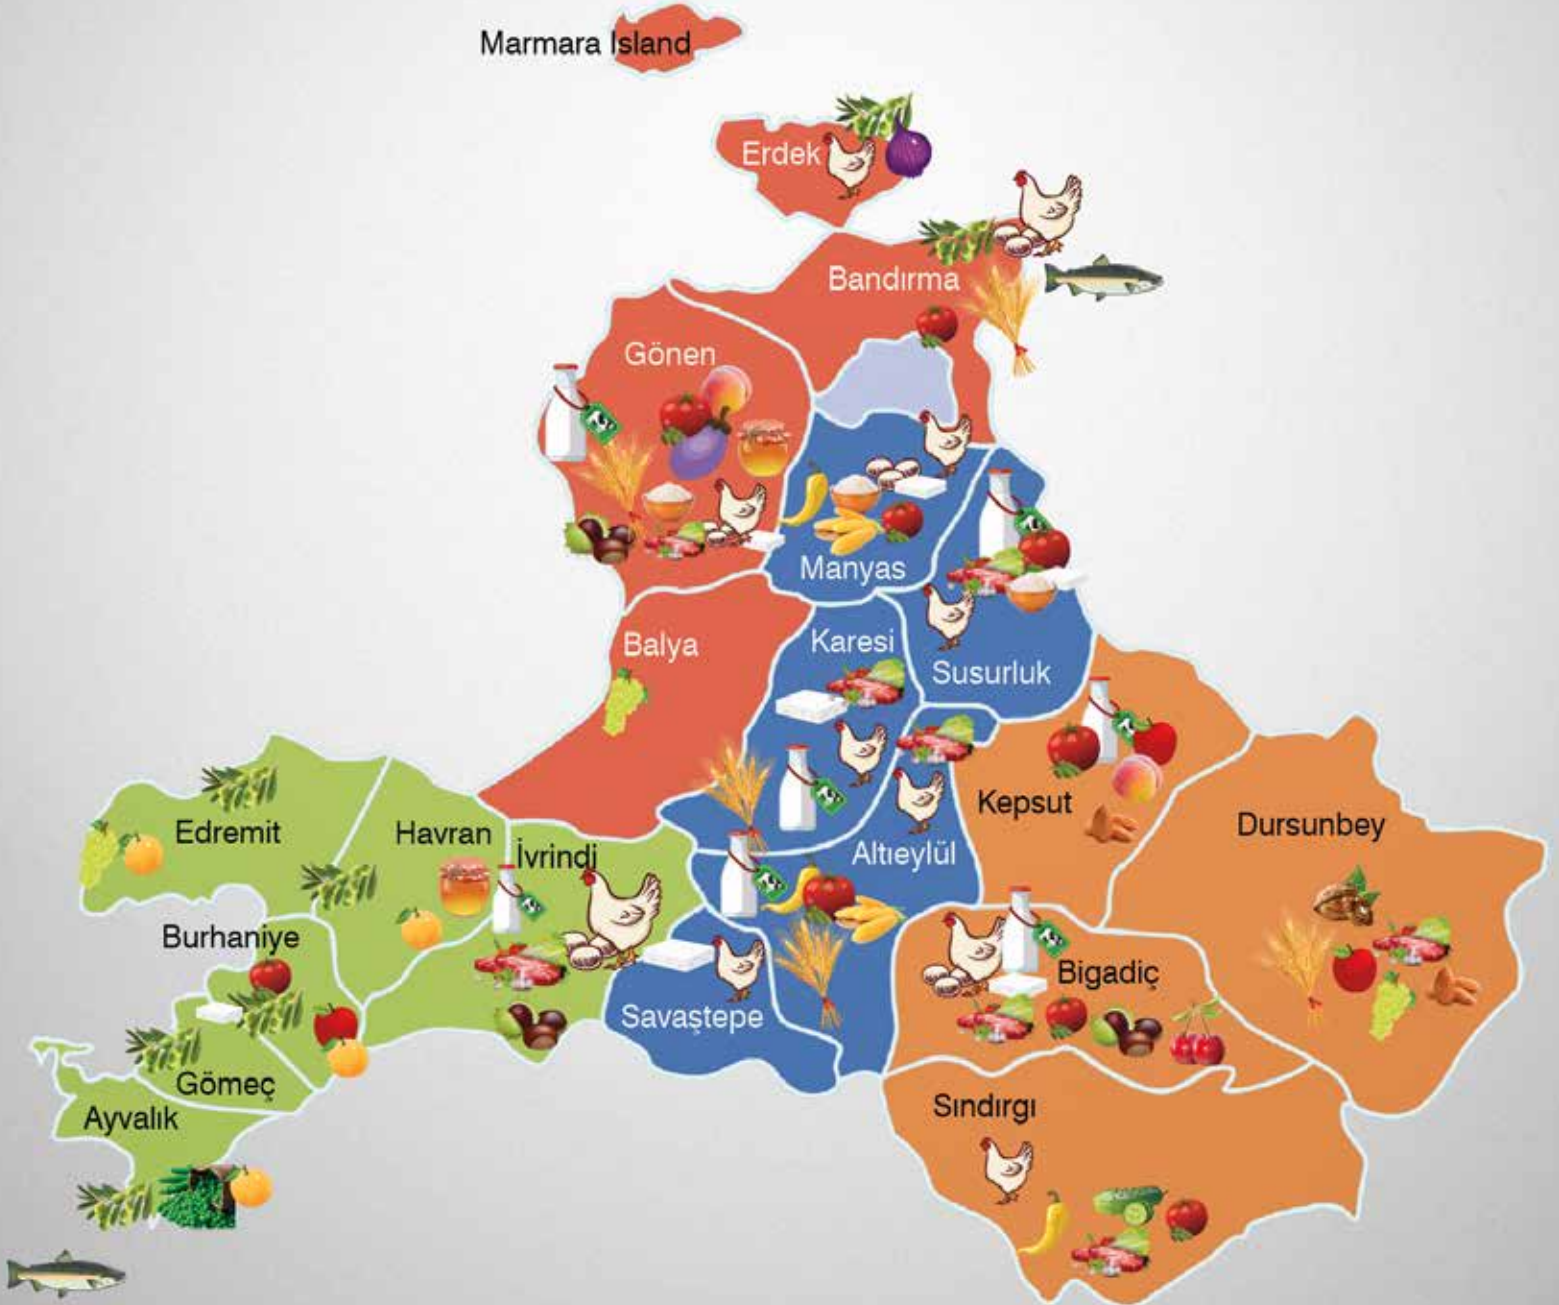 Marmara Island
Erdek
Bandırma
Gönen
Manyas
Balya
Karesi
Susurluk
Kepsut
Dursunbey
Edremit
Havran
İvrindi
Altıeylül
Burhaniye
Bigadiç
Savaştepe
Gömeç
Ayvalık
Sındırgı